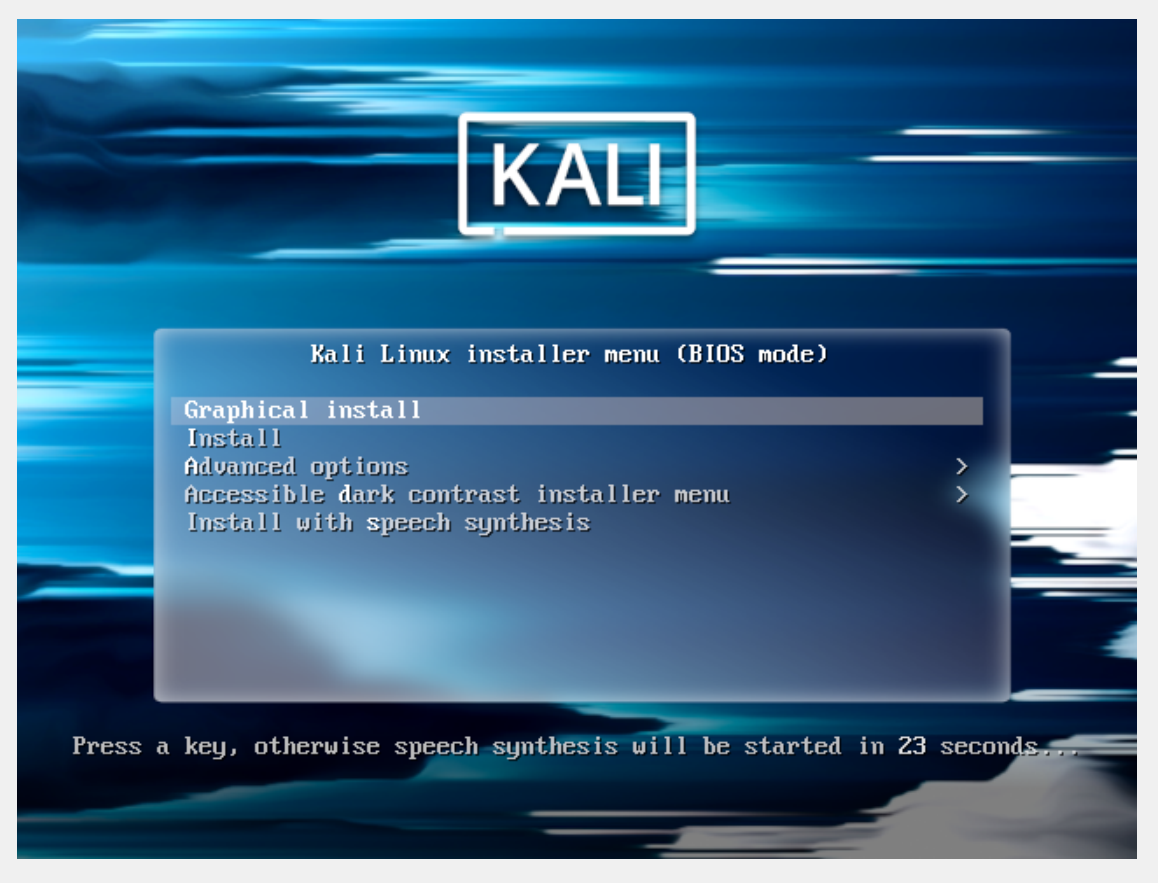 KALI
Kali Linux installer menu (BIOS mode)
Graphical install
Install
Advanced options >
Accessible dark contrast installer menu >
Install with speech synthesis
Press a key, otherwise speech synthesis will be started in 23 seconds...